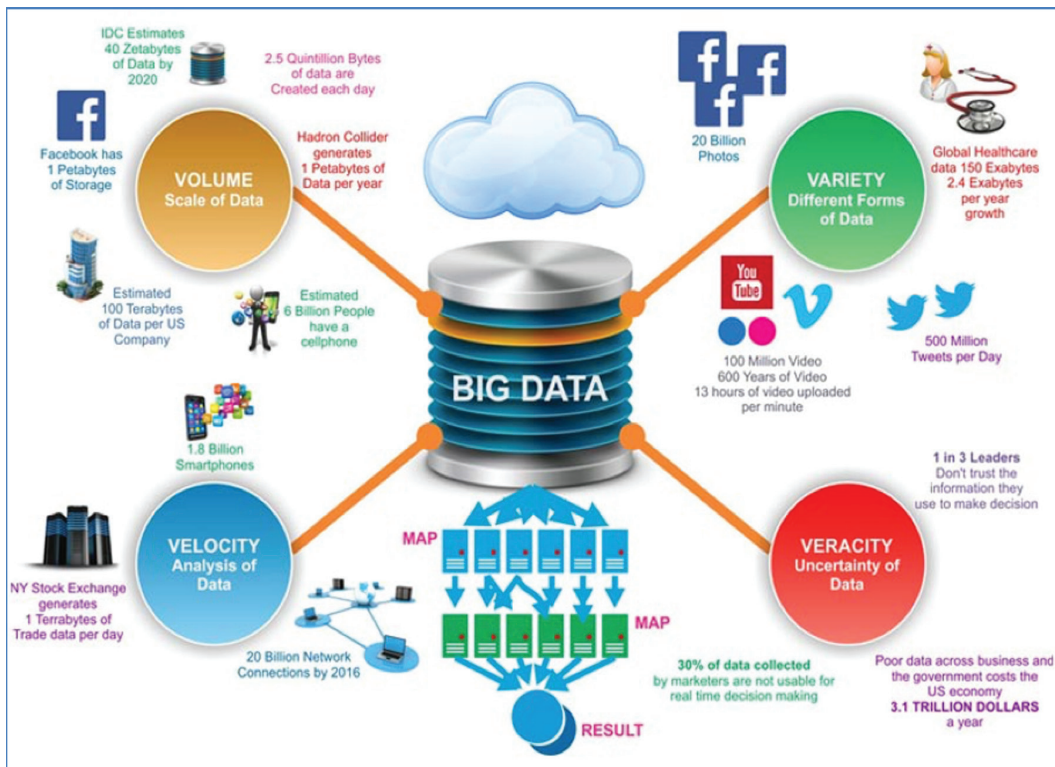 IDC Estimates
40 Zetabytes
of Data by
2020
2.5 Quintillion Bytes
of data are
Created each day
Facebook has
1 Petabytes
of Storage
Hadron Collider
generates
1 Petabytes of
Data per year
VOLUME
Scale of Data
Estimated
100 Terabytes
of Data per US
Company
Estimated
6 Billion People
have a
cellphone
20 Billion
Photos
Global Healthcare
data 150 Exabytes
2.4 Exabytes
per year
growth
VARIETY
Different Forms
of Data
You
Tube
100 Million Video
600 Years of Video
13 hours of video uploaded
per minute
500 Million
Tweets per Day
BIG DATA
1.8 Billion
Smartphones
VELOCITY
Analysis of
Data
NY Stock Exchange
generates
1 Terrabytes of
Trade data per day
20 Billion Network
Connections by 2016
MAP
MAP
RESULT
1 in 3 Leaders
Don't trust the
information they
use to make decision
VERACITY
Uncertainty of
Data
30% of data collected
by marketers are not usable for
real time decision making
Poor data across business and
the government costs the
US economy
3.1 TRILLION DOLLARS
a year